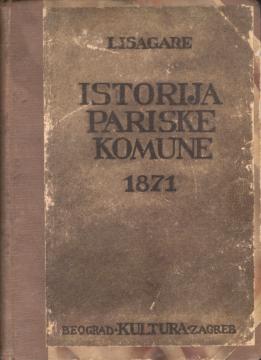 LISAGARE
ISTORIJA
PARISKE
KOMUNE
1871
BEOGRAD·KULTURA·ZAGREB